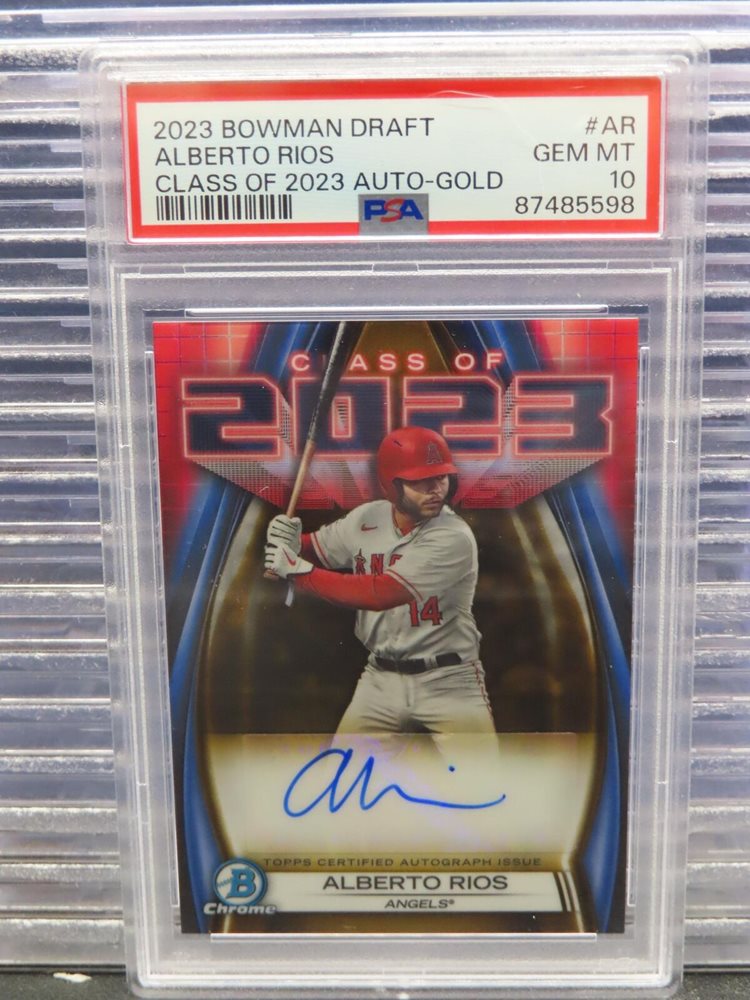 2023 BOWMAN DRAFT #AR
ALBERTO RIOS GEM MT
CLASS OF 2023 AUTO-GOLD 10
PSA 87485598
CLASS OF
2023
A
ANG
14
TOPPS CERTIFIED AUTOGRAPH ISSUE
B
Chrome
ALBERTO RIOS
ANGELS®